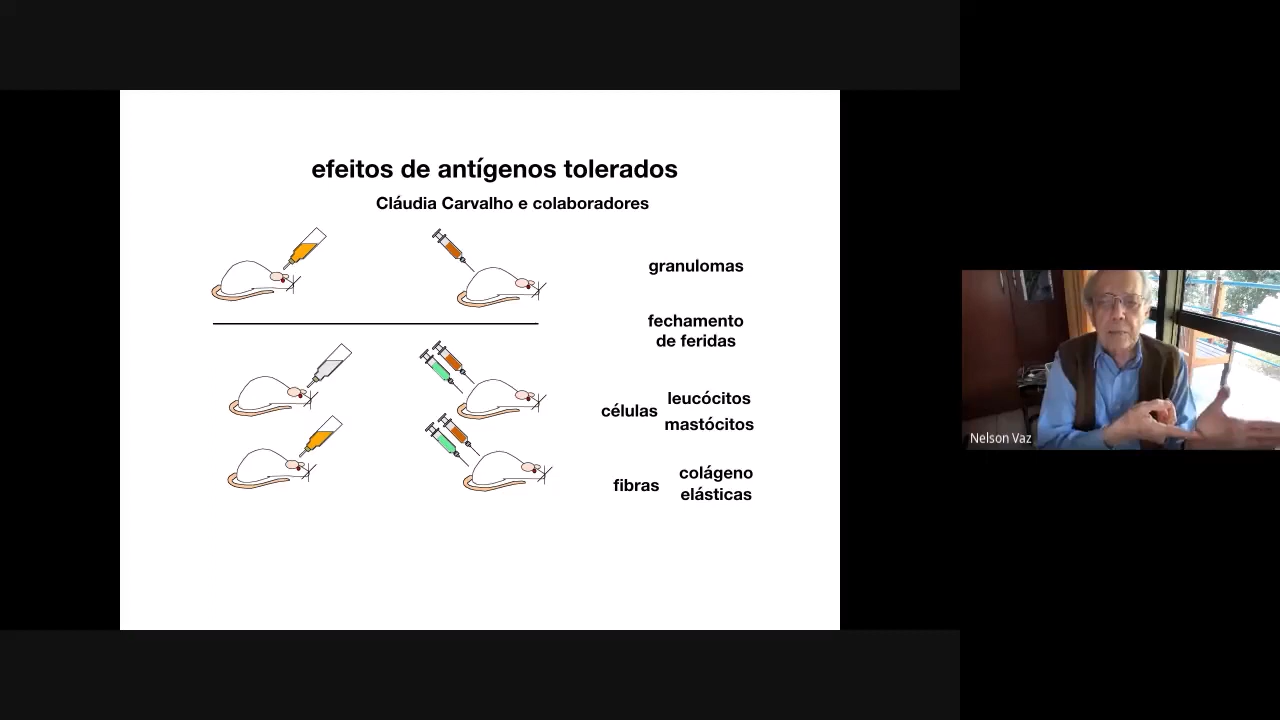 efeitos de antígenos tolerados
Cláudia Carvalho e colaboradores
granulomas
fechamento
de feridas
células
leucócitos
mastócitos
fibras
colágeno
elásticas
Nelson Vaz